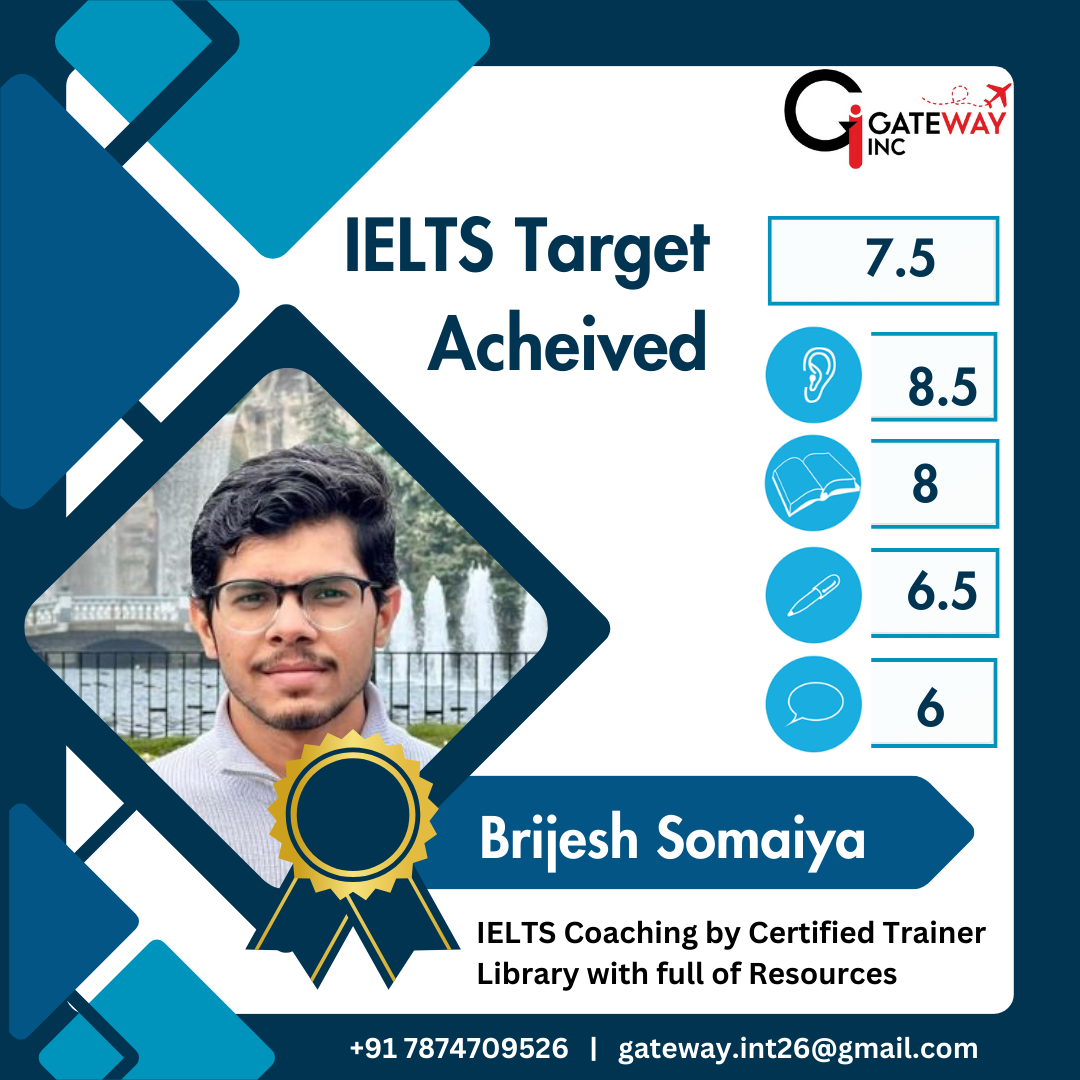 Gi GATEWAY
INC
IELTS Target
Acheived
7.5
8.5
8
6.5
6
Brijesh Somaiya
IELTS Coaching by Certified Trainer
Library with full of Resources
+91 7874709526 | gateway.int26@gmail.com